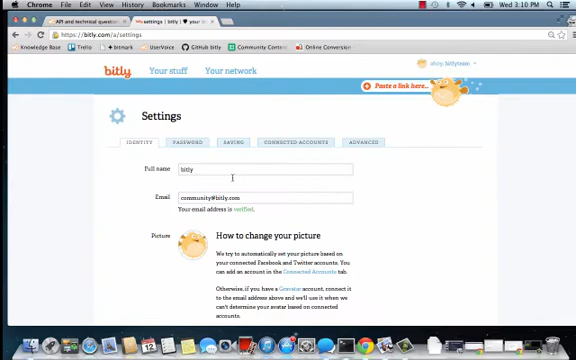 Chrome File Edit View History Bookmarks Window Help Wed 3:10 PM
API and technical question settings | bitly | ♥ your
https://bitly.com/a/settings
Knowledge Base Trello bitmark UserVoice GitHub bitly Community Content Online Conversion
bitly Your stuff Your network ahoy, bitlyteam
Paste a link here...
Settings
IDENTITY PASSWORD SAVING CONNECTED ACCOUNTS ADVANCED
Full name bitly
Email community@bitly.com
Your email address is verified.
Picture How to change your picture
We try to automatically set your picture based on
your connected Facebook and Twitter accounts. You
can add an account in the Connected Accounts tab.
Otherwise, if you have a Gravatar account, connect it
to the email address above and we'll use it when we
can't determine your avatar based on connected
accounts.